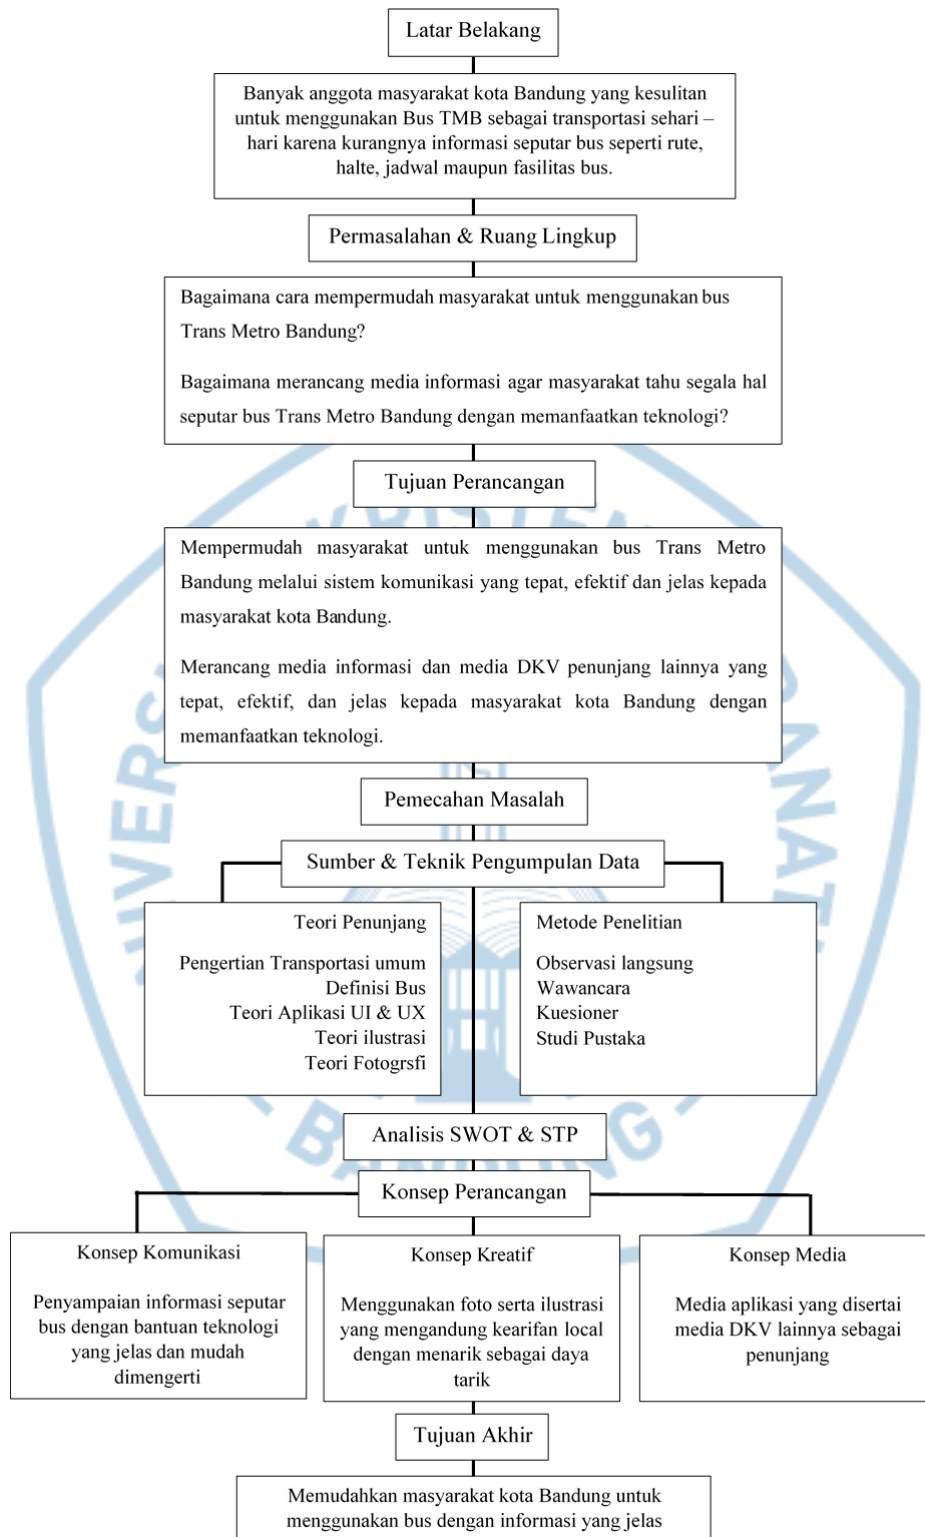 Latar Belakang
Banyak anggota masyarakat kota Bandung yang kesulitan
untuk menggunakan Bus TMB sebagai transportasi sehari –
hari karena kurangnya informasi seputar bus seperti rute,
halte, jadwal maupun fasilitas bus.
Permasalahan & Ruang Lingkup
Bagaimana cara mempermudah masyarakat untuk menggunakan bus
Trans Metro Bandung?
Bagaimana merancang media informasi agar masyarakat tahu segala hal
seputar bus Trans Metro Bandung dengan memanfaatkan teknologi?
Tujuan Perancangan
Mempermudah masyarakat untuk menggunakan bus Trans Metro
Bandung melalui sistem komunikasi yang tepat, efektif dan jelas kepada
masyarakat kota Bandung.
Merancang media informasi dan media DKV penunjang lainnya yang
tepat, efektif, dan jelas kepada masyarakat kota Bandung dengan
memanfaatkan teknologi.
Pemecahan Masalah
Sumber & Teknik Pengumpulan Data
Teori Penunjang
Pengertian Transportasi umum
Definisi Bus
Teori Aplikasi UI & UX
Teori ilustrasi
Teori Fotogrsfi
Metode Penelitian
Observasi langsung
Wawancara
Kuesioner
Studi Pustaka
Analisis SWOT & STP
Konsep Perancangan
Konsep Komunikasi
Penyampaian informasi seputar
bus dengan bantuan teknologi
yang jelas dan mudah
dimengerti
Konsep Kreatif
Menggunakan foto serta ilustrasi
yang mengandung kearifan local
dengan menarik sebagai daya
tarik
Konsep Media
Media aplikasi yang disertai
media DKV lainnya sebagai
penunjang
Tujuan Akhir
Memudahkan masyarakat kota Bandung untuk
menggunakan bus dengan informasi yang jelas
BANDUNG